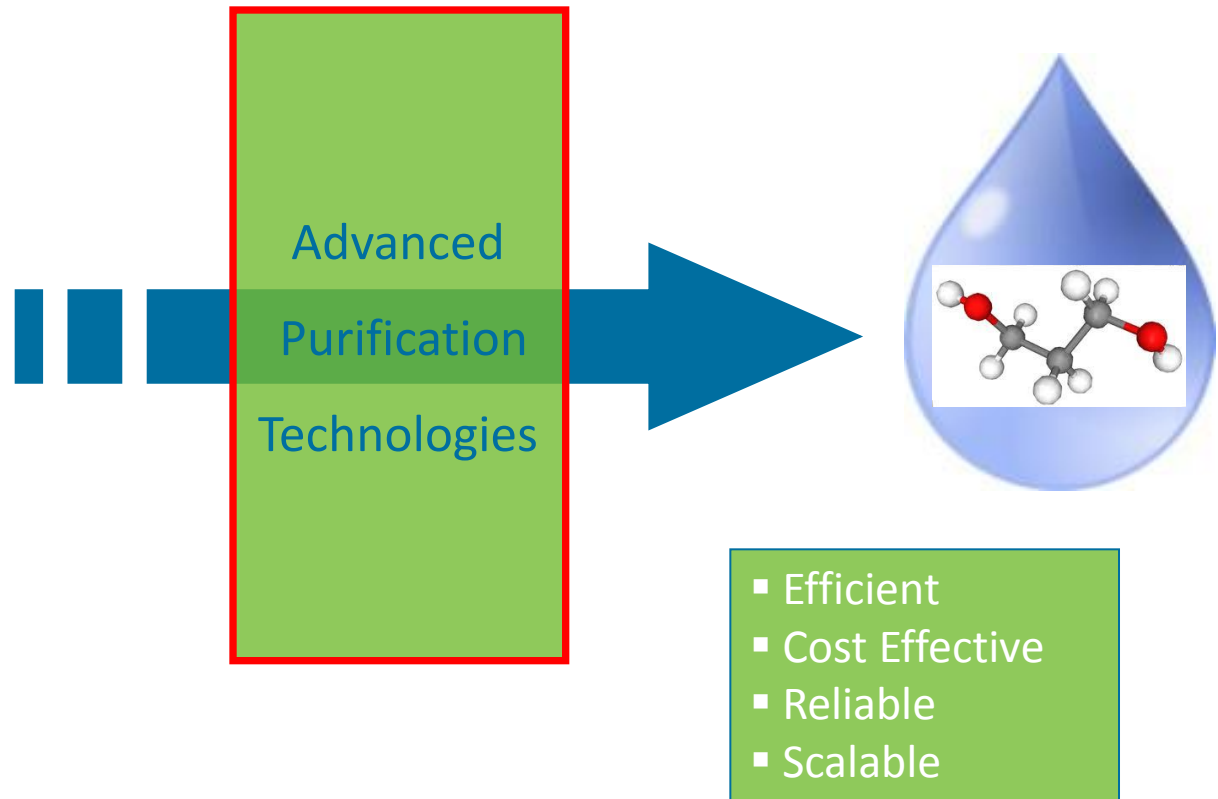 Advanced
Purification
Technologies
▪ Efficient
▪ Cost Effective
▪ Reliable
▪ Scalable